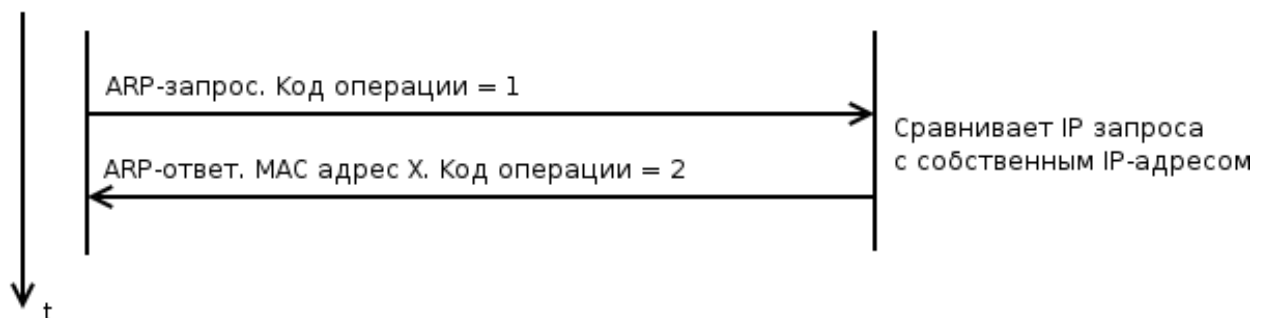 ARP-запрос. Код операции = 1
Сравнивает IP запроса
с собственным IP-адресом
ARP-ответ. MAC адрес X. Код операции = 2
t